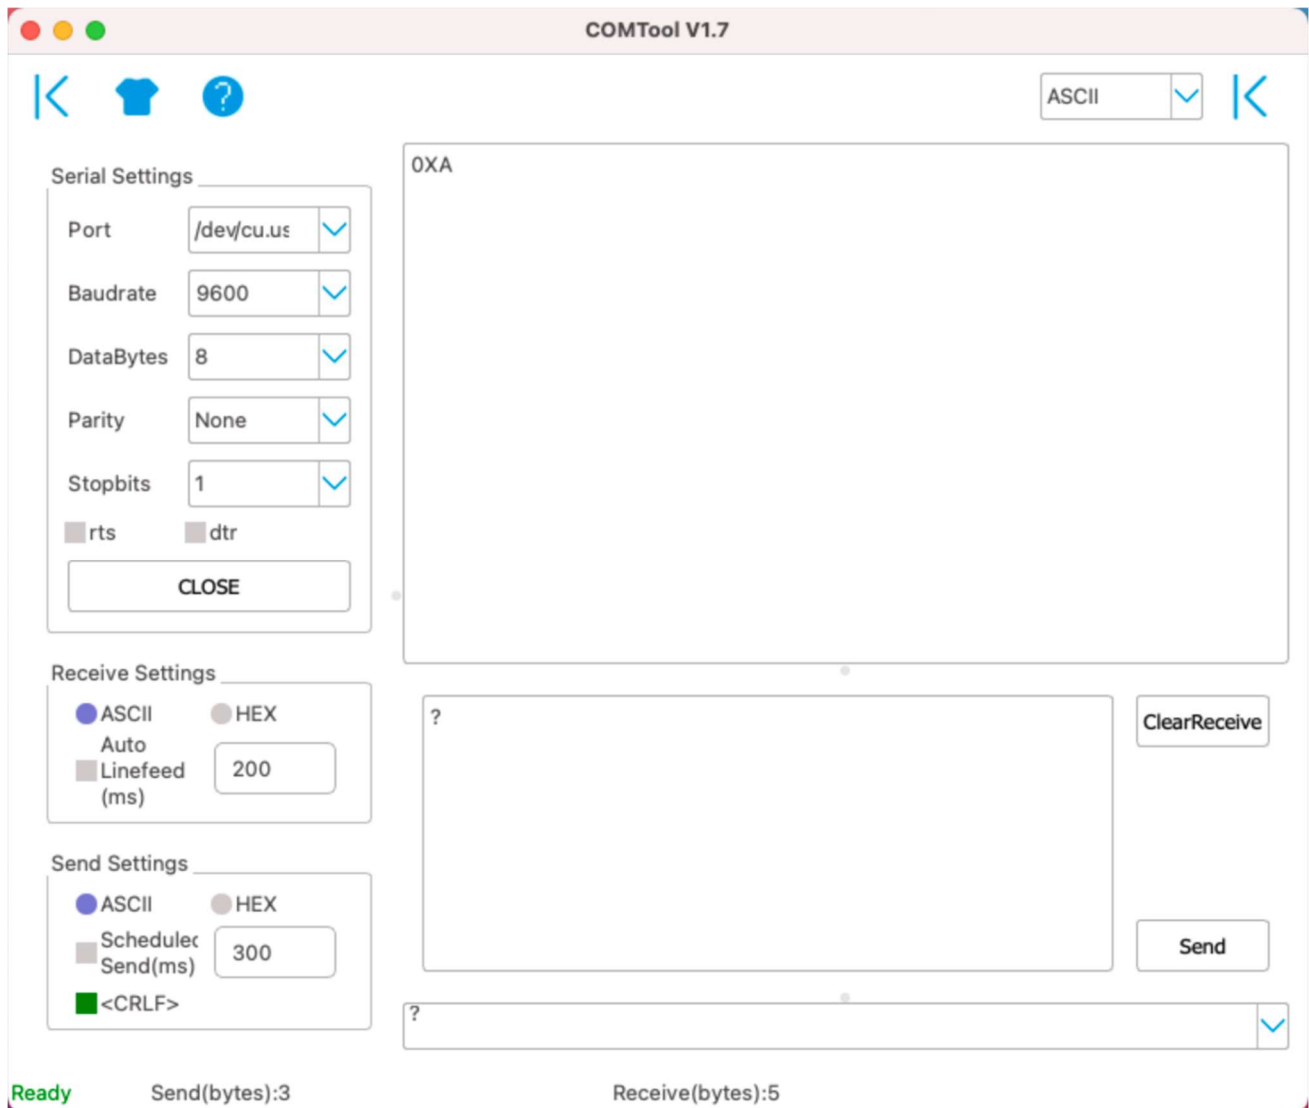 COMTool V1.7
ASCII
Serial Settings
Port /dev/cu.us
Baudrate 9600
DataBytes 8
Parity None
Stopbits 1
rts dtr
CLOSE
0XA
Receive Settings
ASCII HEX
Auto
Linefeed
(ms)
200
?
ClearReceive
Send Settings
ASCII HEX
Scheduled
Send(ms)
300
<CRLF>
Send
?
Ready Send(bytes):3 Receive(bytes):5